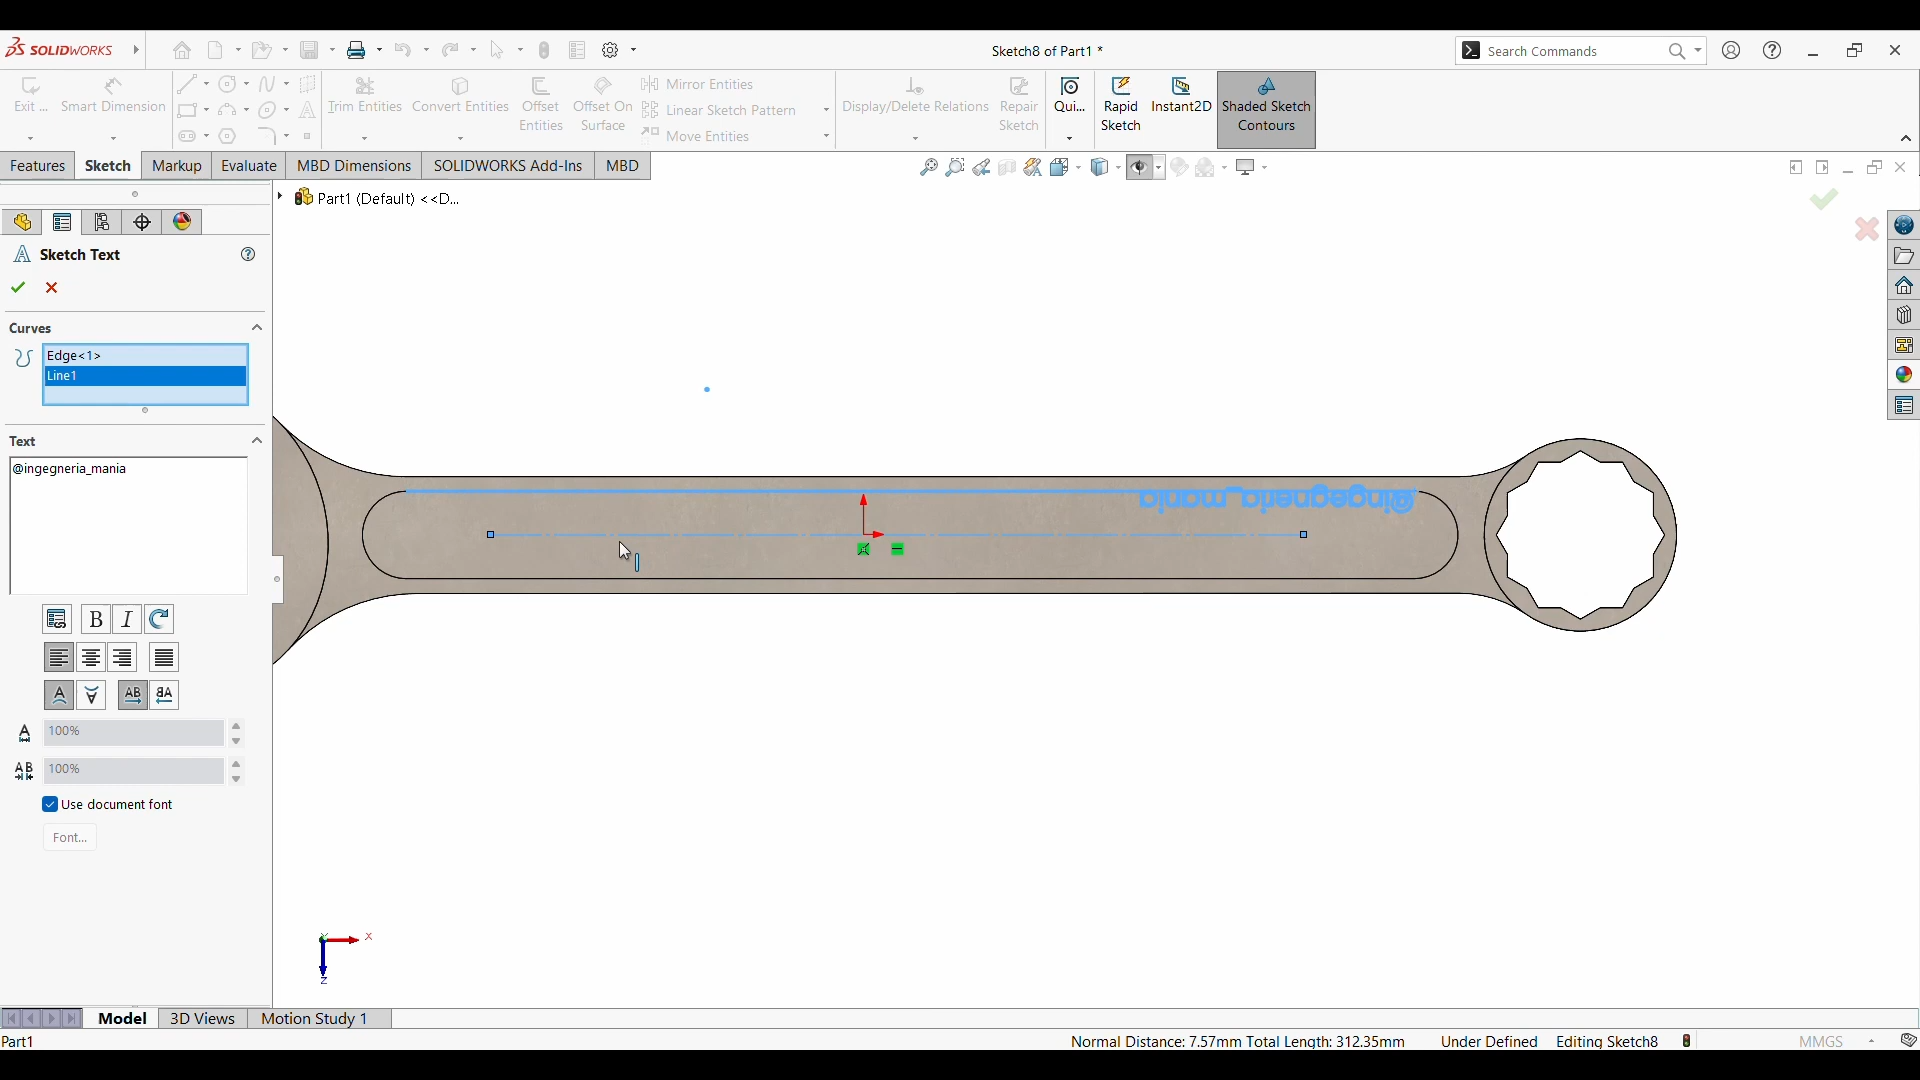 SOLIDWORKS
Sketch8 of Part1 *
Search Commands
Exit ...
Smart Dimension
Trim Entities
Convert Entities
Offset
Entities
Offset On
Surface
Mirror Entities
Linear Sketch Pattern
Move Entities
Display/Delete Relations
Repair
Sketch
Qui...
Rapid
Sketch
Instant2D
Shaded Sketch
Contours
Features
Sketch
Markup
Evaluate
MBD Dimensions
SOLIDWORKS Add-Ins
MBD
Part1 (Default) <<D...
Sketch Text
Curves
Edge<1>
Line1
Text
@ingegneria_mania
@ingegneria_mania
B
I
A
A
AB
AB
A
100%
AB
100%
Use document font
Font...
Y
X
Z
Model
3D Views
Motion Study 1
Part1
Normal Distance: 7.57mm Total Length: 312.35mm
Under Defined
Editing Sketch8
MMGS